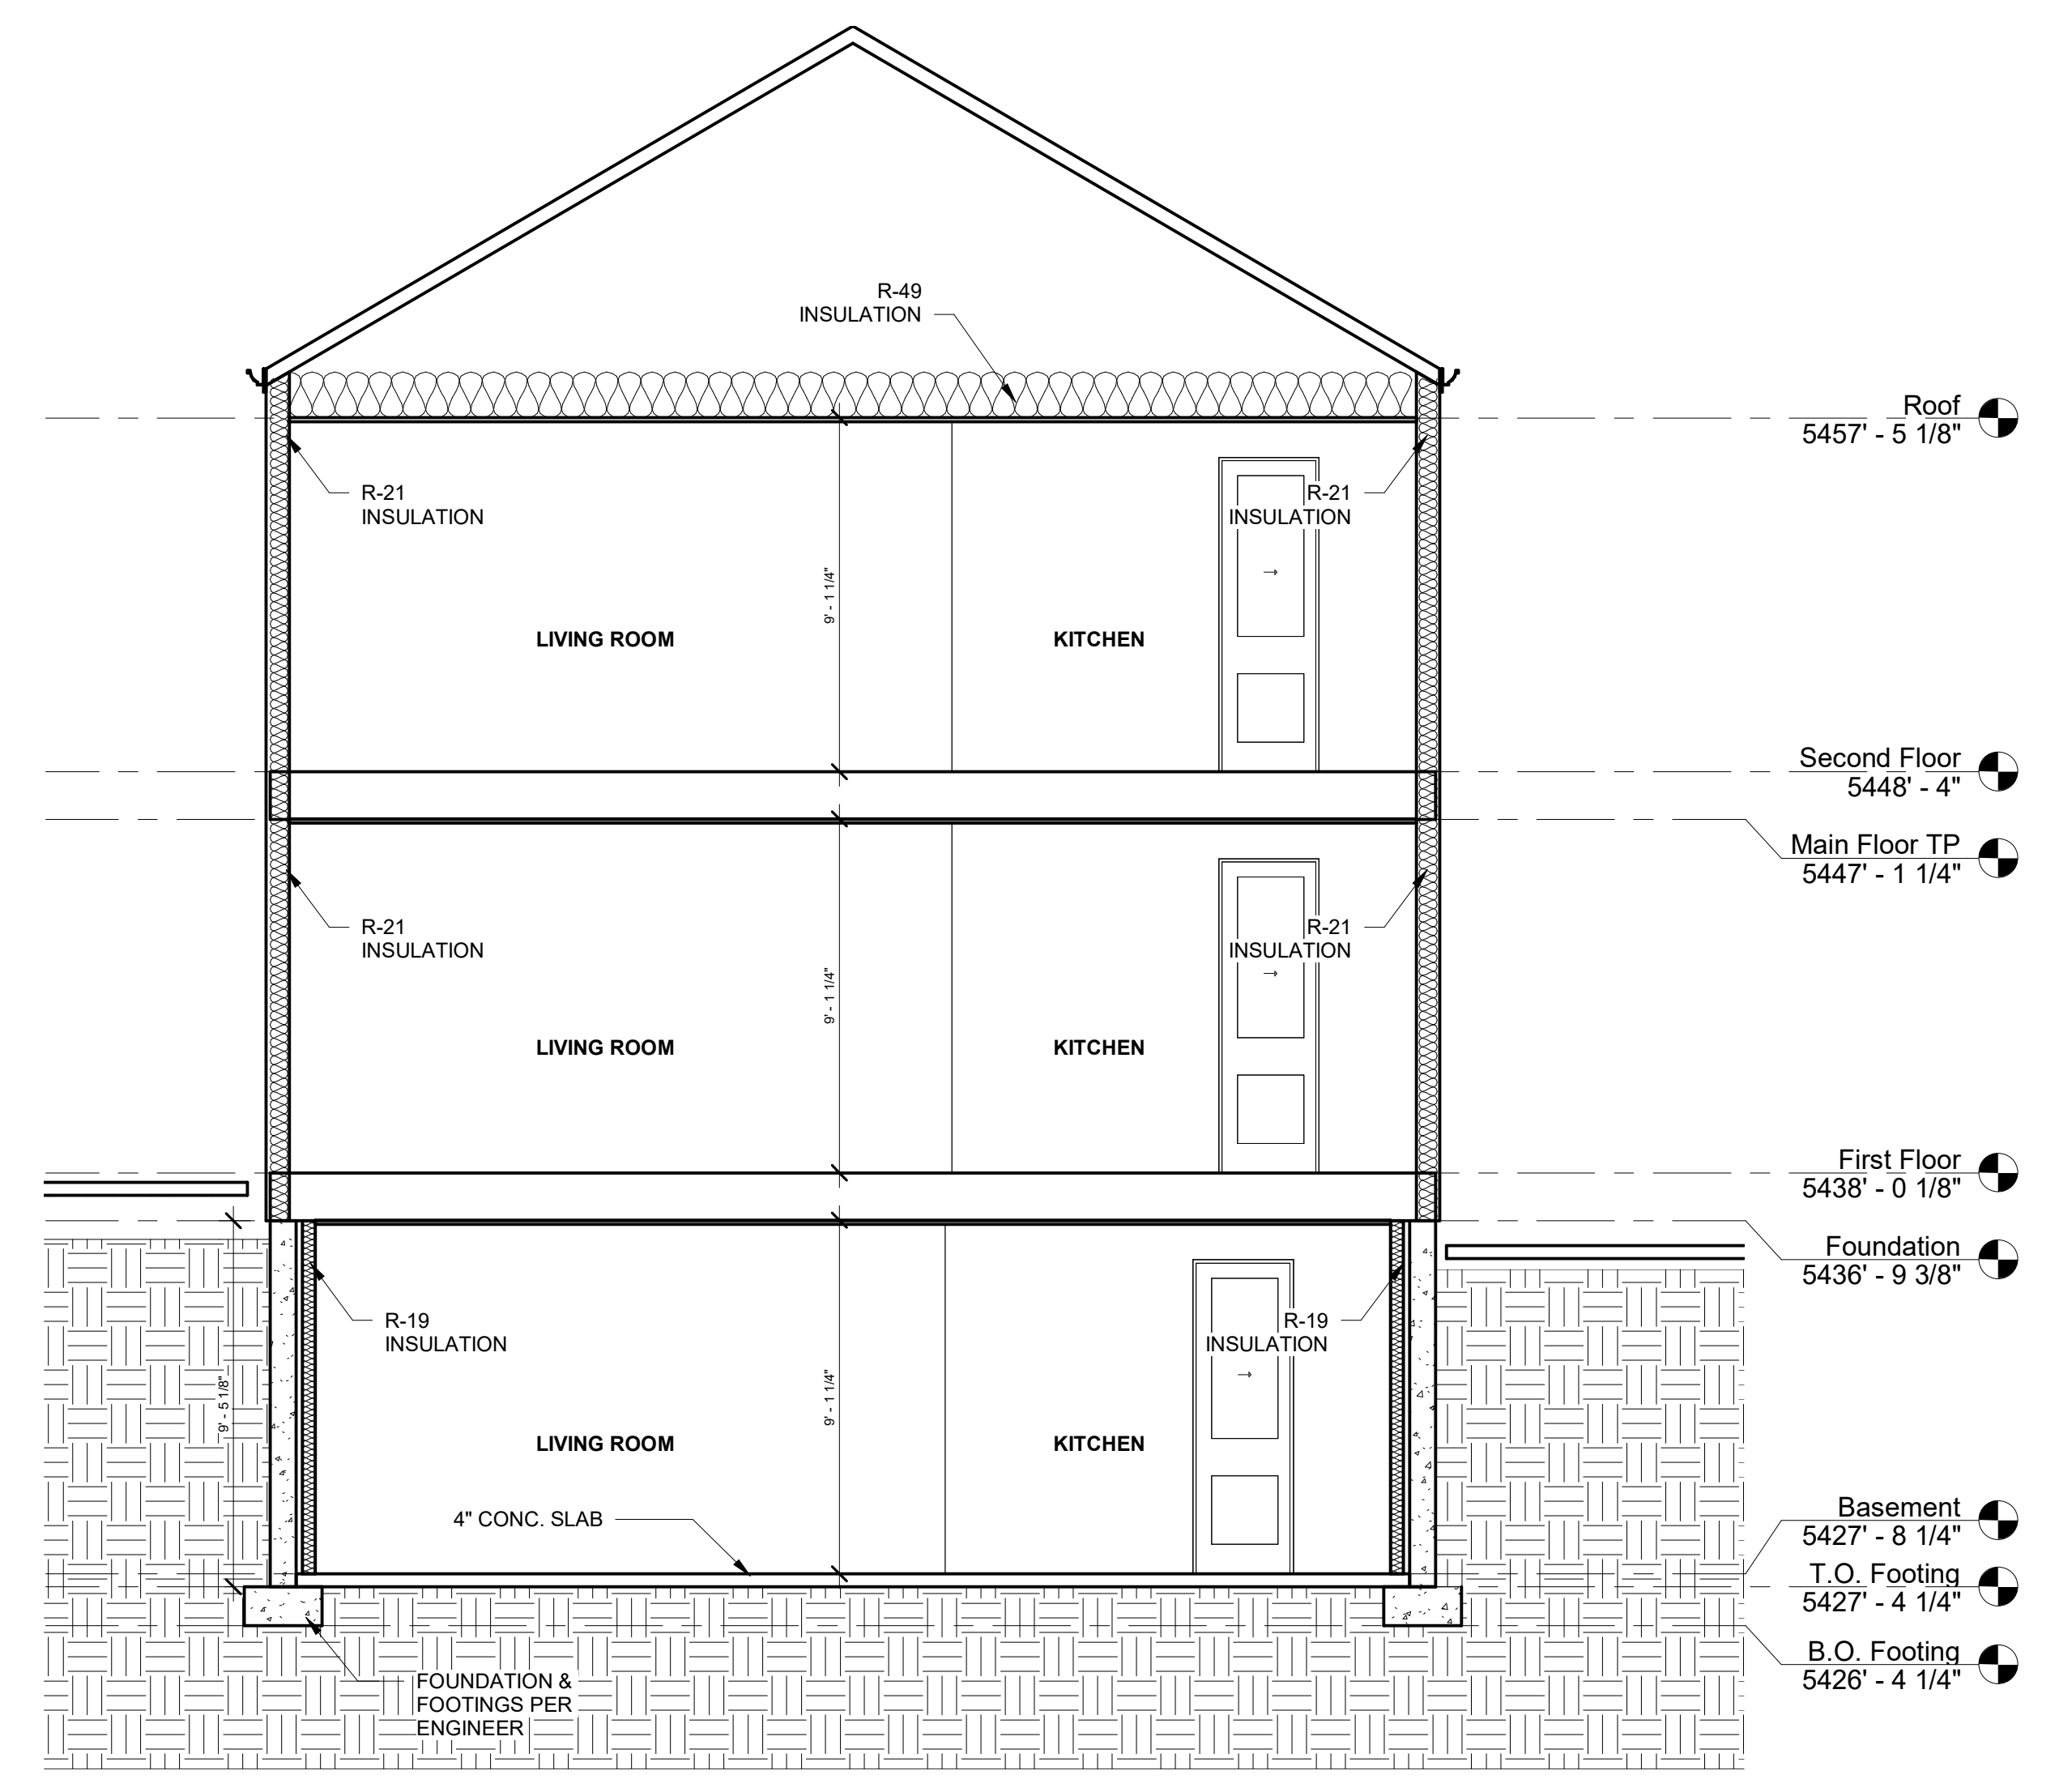 R-49
INSULATION
Roof
5457' - 5 1/8"
R-21
INSULATION
R-21
INSULATION
9' - 1 1/4"
LIVING ROOM
KITCHEN
Second Floor
5448' - 4"
Main Floor TP
5447' - 1 1/4"
R-21
INSULATION
R-21
INSULATION
9' - 1 1/4"
LIVING ROOM
KITCHEN
First Floor
5438' - 0 1/8"
Foundation
5436' - 9 3/8"
R-19
INSULATION
R-19
INSULATION
9' - 5 1/8"
9' - 1 1/4"
LIVING ROOM
KITCHEN
4" CONC. SLAB
Basement
5427' - 8 1/4"
T.O. Footing
5427' - 4 1/4"
B.O. Footing
5426' - 4 1/4"
FOUNDATION &
FOOTINGS PER
ENGINEER